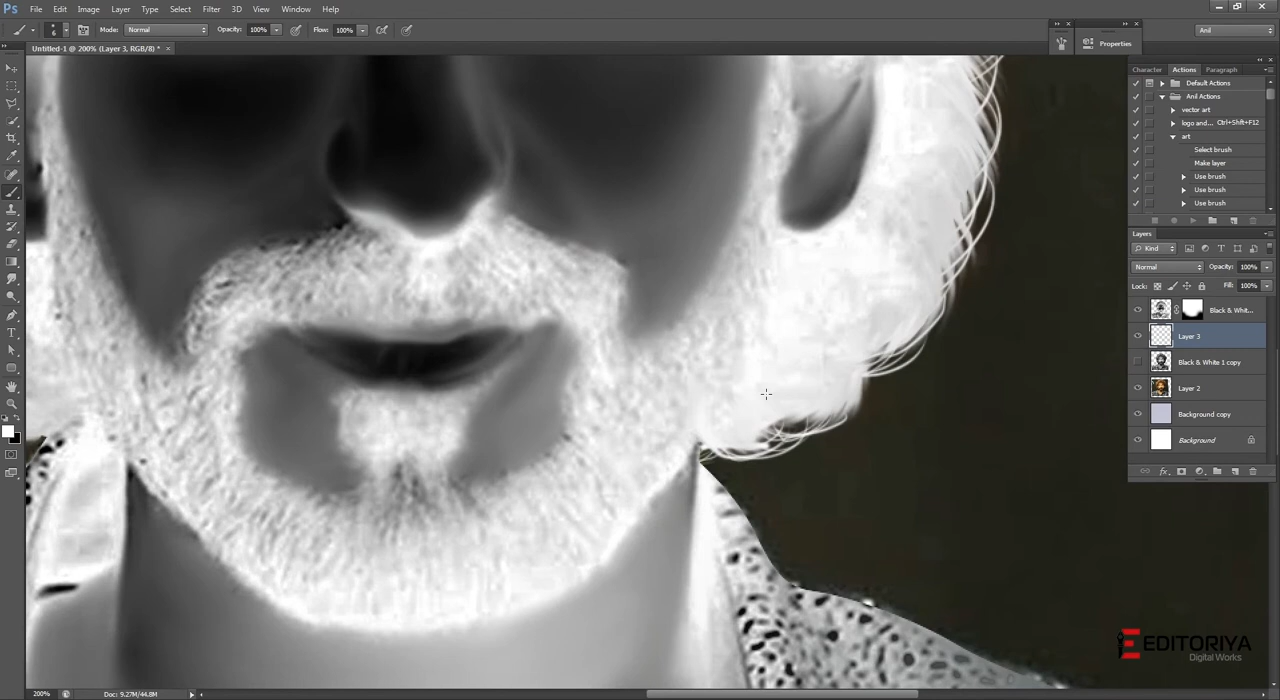 Ps File Edit Image Layer Type Select Filter 3D View Window Help
6 Mode: Normal Opacity: 100% Flow: 100% Anil
Untitled-1 @ 200% (Layer 3, RGB/8) * ×
Properties
Character Actions Paragraph
Default Actions
Anil Actions
vector art
logo and... Ctrl+Shft+F12
art
Select brush
Make layer
Use brush
Use brush
Use brush
Layers
Kind
Normal Opacity: 100%
Lock: Fill: 100%
Black & Whit...
Layer 3
Black & White 1 copy
Layer 2
Background copy
Background
EDITORIYA
Digital Works
200% Doc: 9.27M/44.8M